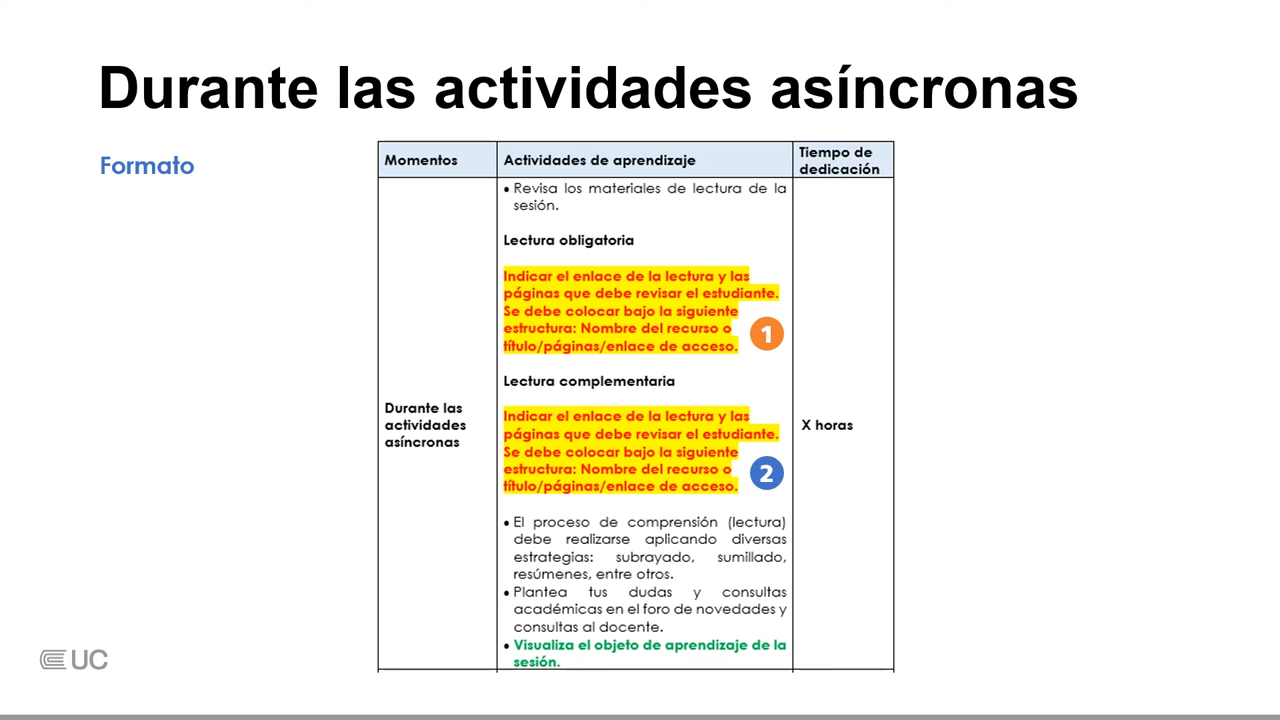 Durante las actividades asíncronas
Formato
Momentos
Actividades de aprendizaje
Tiempo de
dedicación
• Revisa los materiales de lectura de la
sesión.
Lectura obligatoria
Indicar el enlace de la lectura y las
páginas que debe revisar el estudiante.
Se debe colocar bajo la siguiente
estructura: Nombre del recurso o
título/páginas/enlace de acceso.
1
Lectura complementaria
Indicar el enlace de la lectura y las
páginas que debe revisar el estudiante.
Se debe colocar bajo la siguiente
estructura: Nombre del recurso o
título/páginas/enlace de acceso.
2
Durante las
actividades
asíncronas
X horas
• El proceso de comprensión (lectura)
debe realizarse aplicando diversas
estrategias: subrayado, sumillado,
resúmenes, entre otros.
• Plantea tus dudas y consultas
académicas en el foro de novedades y
consultas al docente.
• Visualiza el objeto de aprendizaje de la
sesión.
UC